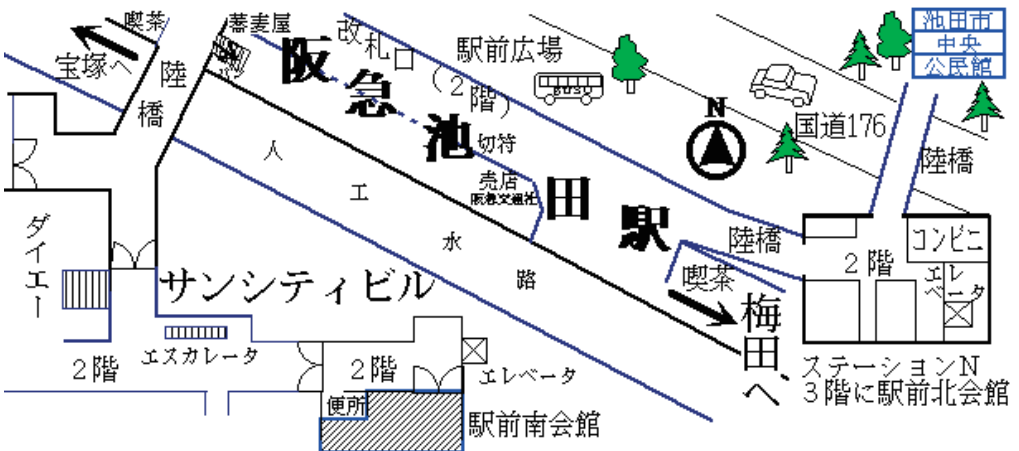 喫茶
宝塚へ
陸橋
蕎麦屋
阪急池田駅
改札口
(2階)
駅前広場
BUSU
切符
売店
阪急交通社
N
国道176
池田市
中央
公民館
陸橋
人工水路
陸橋
喫茶
梅田へ
2階
コンビニ
エレベータ
ステーションN
3階に駅前北会館
ダイエー
サンシティビル
エスカレータ
2階
2階
エレベータ
便所
駅前南会館